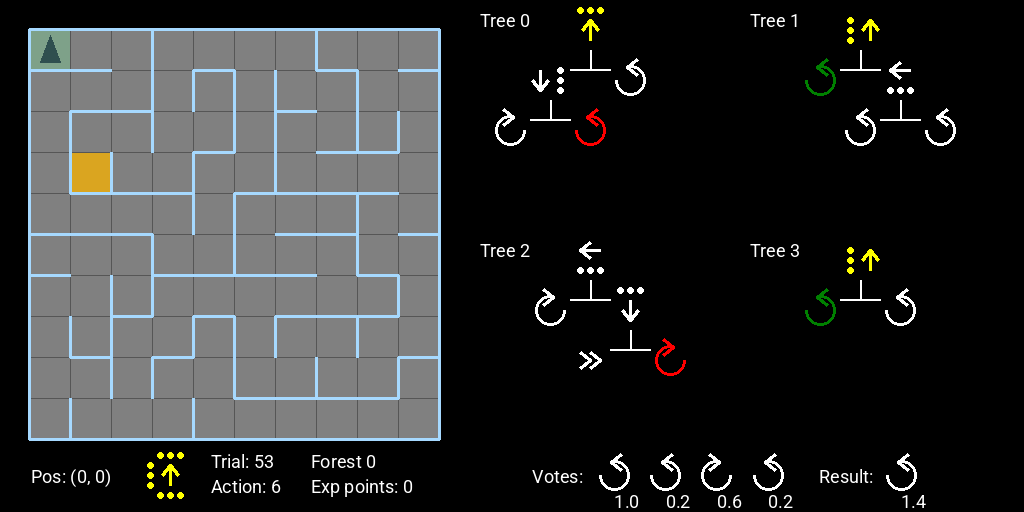 Tree 0
Tree 1
Tree 2
Tree 3
Pos: (0, 0)
Trial: 53
Forest 0
Action: 6
Exp points: 0
Votes:
1.0
0.2
0.6
0.2
Result:
1.4